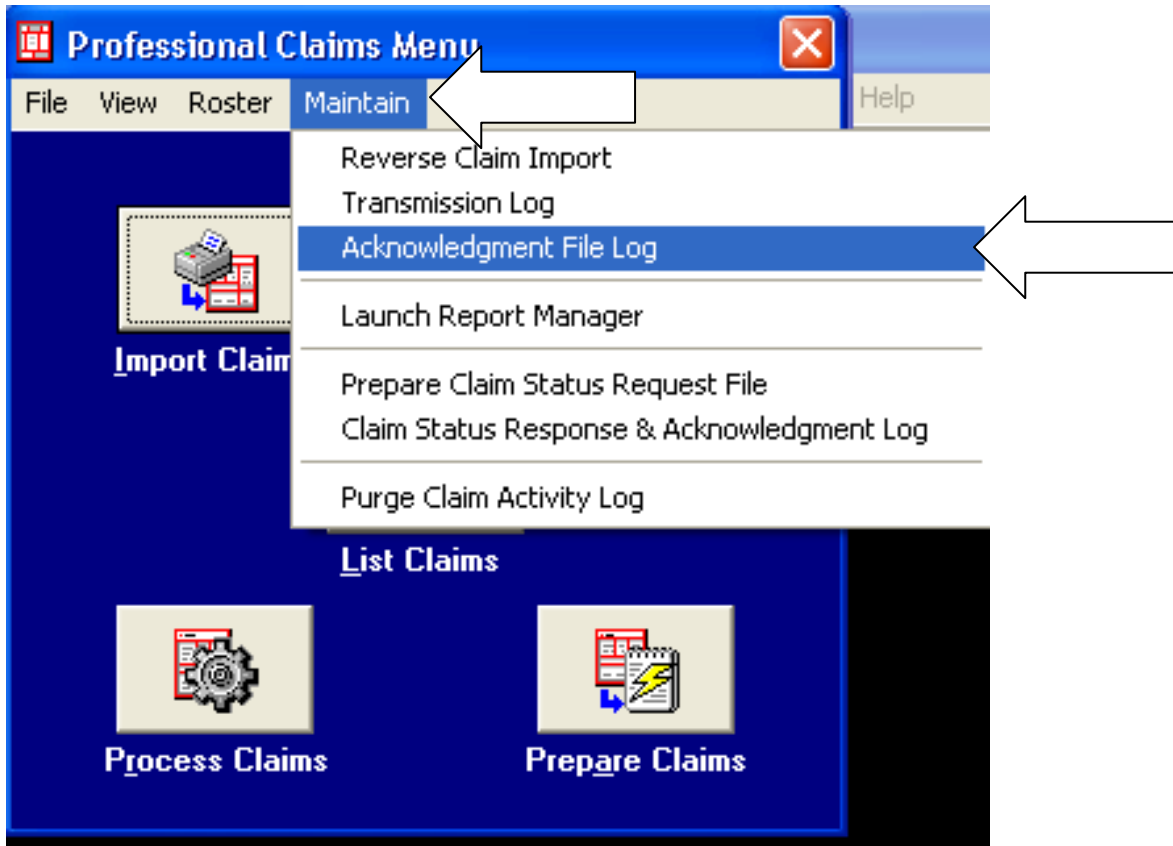 Professional Claims Menu
File View Roster Maintain Help
Reverse Claim Import
Transmission Log
Acknowledgment File Log
Launch Report Manager
Import Claim
Prepare Claim Status Request File
Claim Status Response & Acknowledgment Log
Purge Claim Activity Log
List Claims
Process Claims Prepare Claims